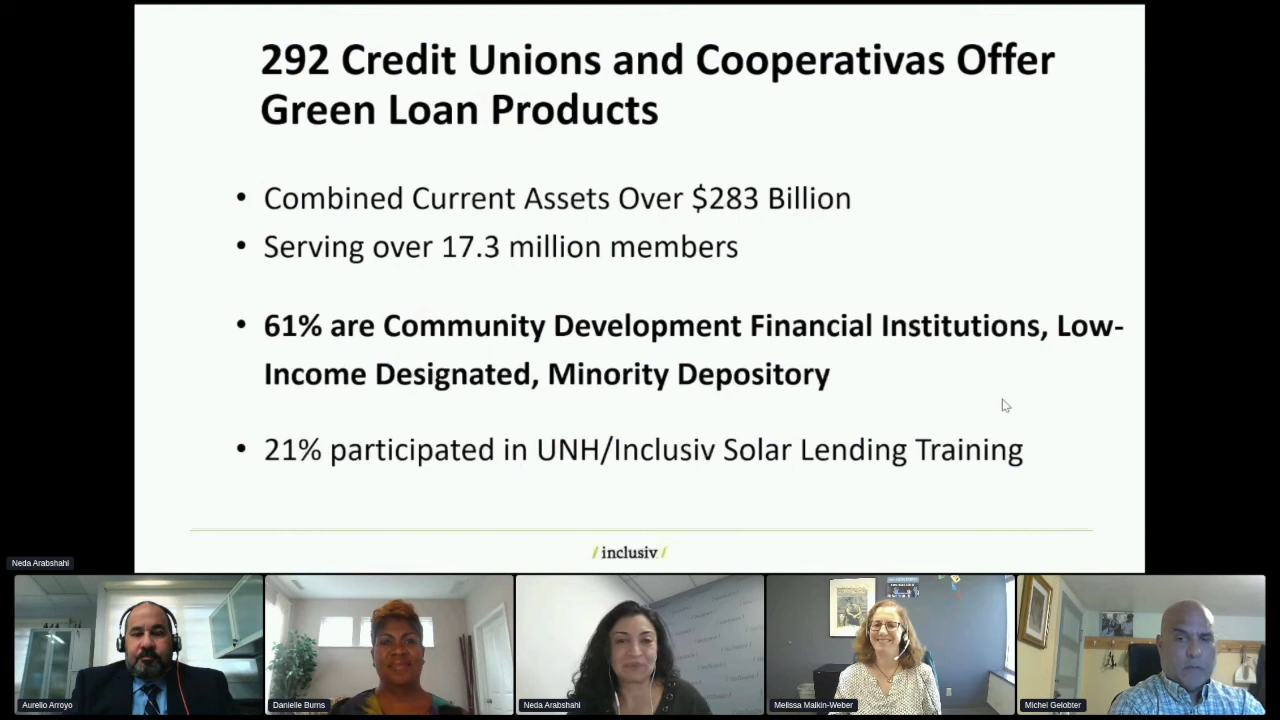 292 Credit Unions and Cooperativas Offer
Green Loan Products
• Combined Current Assets Over $283 Billion
• Serving over 17.3 million members
• 61% are Community Development Financial Institutions, Low-
Income Designated, Minority Depository
• 21% participated in UNH/Inclusiv Solar Lending Training
/ inclusiv /
Neda Arabshahi
Aurelio Arroyo
Danielle Burns
Neda Arabshahi
Melissa Malkin-Weber
Michel Gelobter